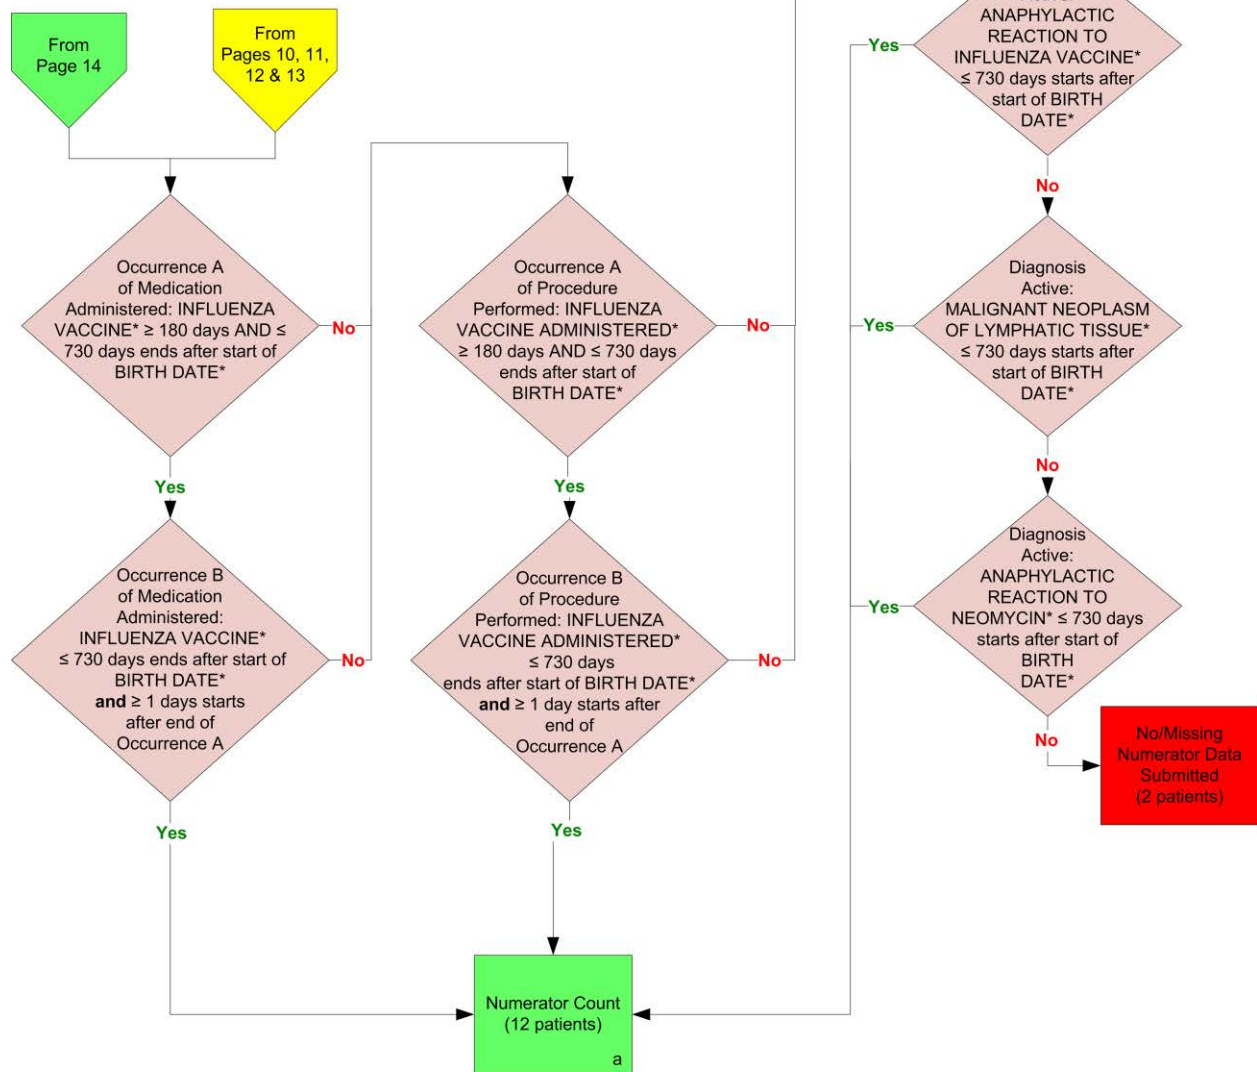 From
Page 14
From
Pages 10, 11,
12 & 13
Occurrence A
of Medication
Administered: INFLUENZA
VACCINE* ≥ 180 days AND ≤
730 days ends after start of
BIRTH DATE*
No
Yes
Occurrence B
of Medication
Administered:
INFLUENZA VACCINE*
≤ 730 days ends after start of
BIRTH DATE*
and ≥ 1 days starts
after end of
Occurrence A
No
Yes
Occurrence A
of Procedure
Performed: INFLUENZA
VACCINE ADMINISTERED*
≥ 180 days AND ≤ 730 days
ends after start of
BIRTH DATE*
No
Yes
Occurrence B
of Procedure
Performed: INFLUENZA
VACCINE ADMINISTERED*
≤ 730 days
ends after start of BIRTH DATE*
and ≥ 1 day starts after
end of
Occurrence A
No
Yes
ANAPHYLACTIC
REACTION TO
INFLUENZA VACCINE*
≤ 730 days starts after
start of BIRTH
DATE*
Yes
No
Diagnosis
Active:
MALIGNANT NEOPLASM
OF LYMPHATIC TISSUE*
≤ 730 days starts after
start of BIRTH
DATE*
Yes
No
Diagnosis
Active:
ANAPHYLACTIC
REACTION TO
NEOMYCIN* ≤ 730 days
starts after start of
BIRTH
DATE*
Yes
No
No/Missing
Numerator Data
Submitted
(2 patients)
Numerator Count
(12 patients)
a